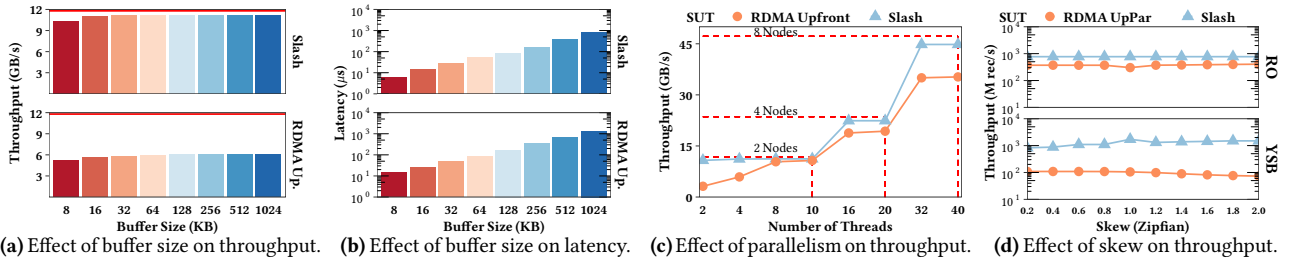 Throughput (GB/s)
12
9
6
3
Slash
12
9
6
3
RDMA Up.
8 16 32 64 128 256 512 1024
Buffer Size (KB)
(a) Effect of buffer size on throughput.
Latency (μs)
10^4
10^3
10^2
10^1
10^0
Slash
10^4
10^3
10^2
10^1
10^0
RDMA Up.
8 16 32 64 128 256 512 1024
Buffer Size (KB)
(b) Effect of buffer size on latency.
SUT RDMA Upfront Slash
Throughput (GB/s)
45
30
15
0
8 Nodes
4 Nodes
2 Nodes
2 4 8 10 16 20 32 40
Number of Threads
(c) Effect of parallelism on throughput.
SUT RDMA UpPar Slash
Throughput (M rec/s)
10^4
10^3
10^2
10^1
RO
10^4
10^3
10^2
10^1
YSB
0.2 0.4 0.6 0.8 1.0 1.2 1.4 1.6 1.8 2.0
Skew (Zipfian)
(d) Effect of skew on throughput.